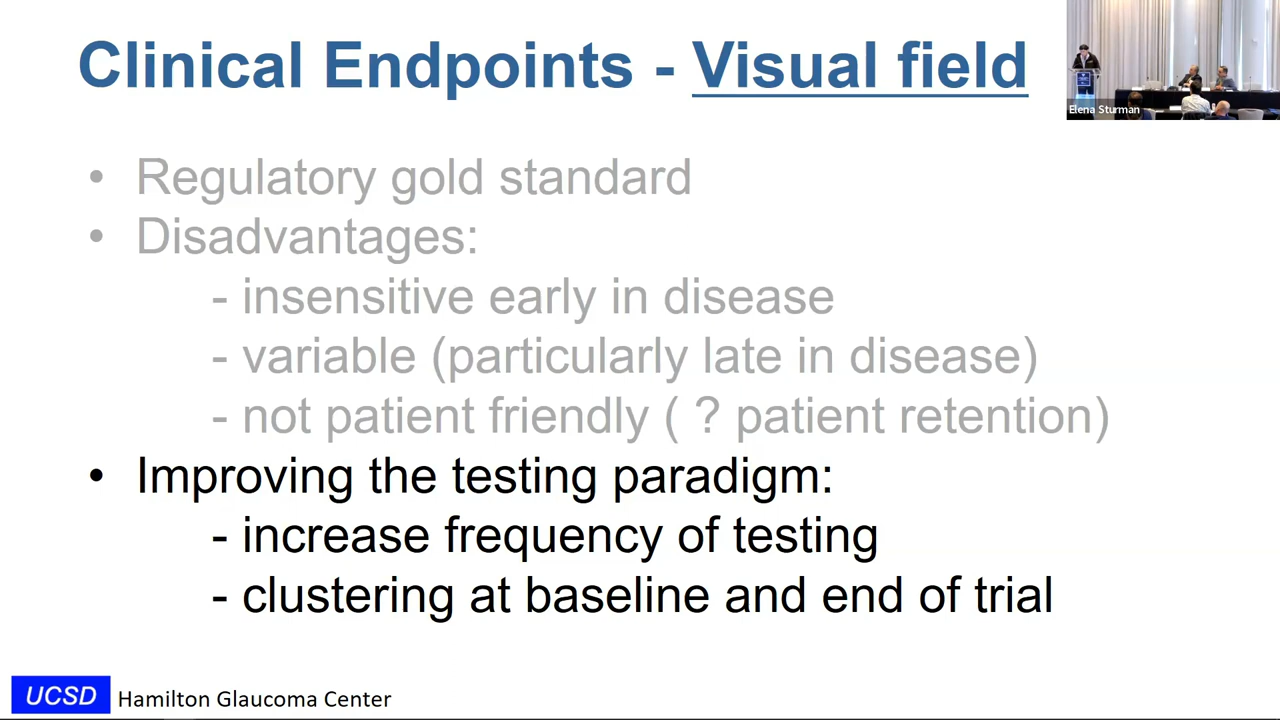 Clinical Endpoints - Visual field
Elena Sturman
• Regulatory gold standard
• Disadvantages:
- insensitive early in disease
- variable (particularly late in disease)
- not patient friendly ( ? patient retention)
• Improving the testing paradigm:
- increase frequency of testing
- clustering at baseline and end of trial
UCSD Hamilton Glaucoma Center